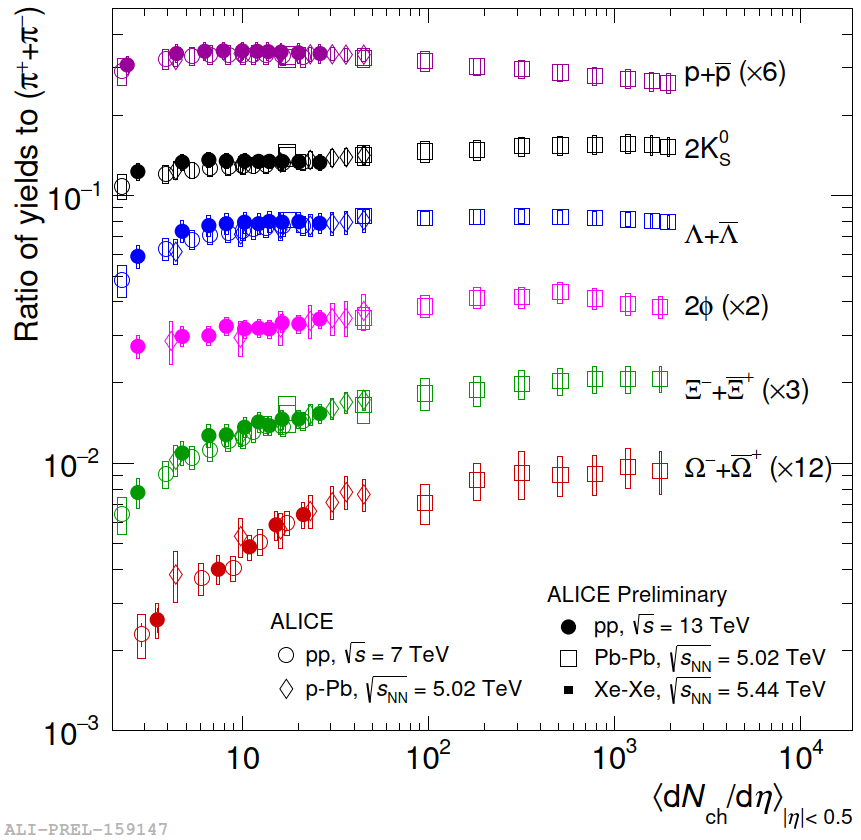 Ratio of yields to (π⁺+π⁻)
10⁻¹
10⁻²
10⁻³
p+p̅ (×6)
2K⁰_S
Λ+Λ̅
2ϕ (×2)
Ξ⁻+Ξ̅⁺ (×3)
Ω⁻+Ω̅⁺ (×12)
ALICE
pp, √s = 7 TeV
p-Pb, √s_NN = 5.02 TeV
ALICE Preliminary
pp, √s = 13 TeV
Pb-Pb, √s_NN = 5.02 TeV
Xe-Xe, √s_NN = 5.44 TeV
10 10² 10³ 10⁴
⟨dN_ch/dη⟩_|η|< 0.5
ALI-PREL-159147